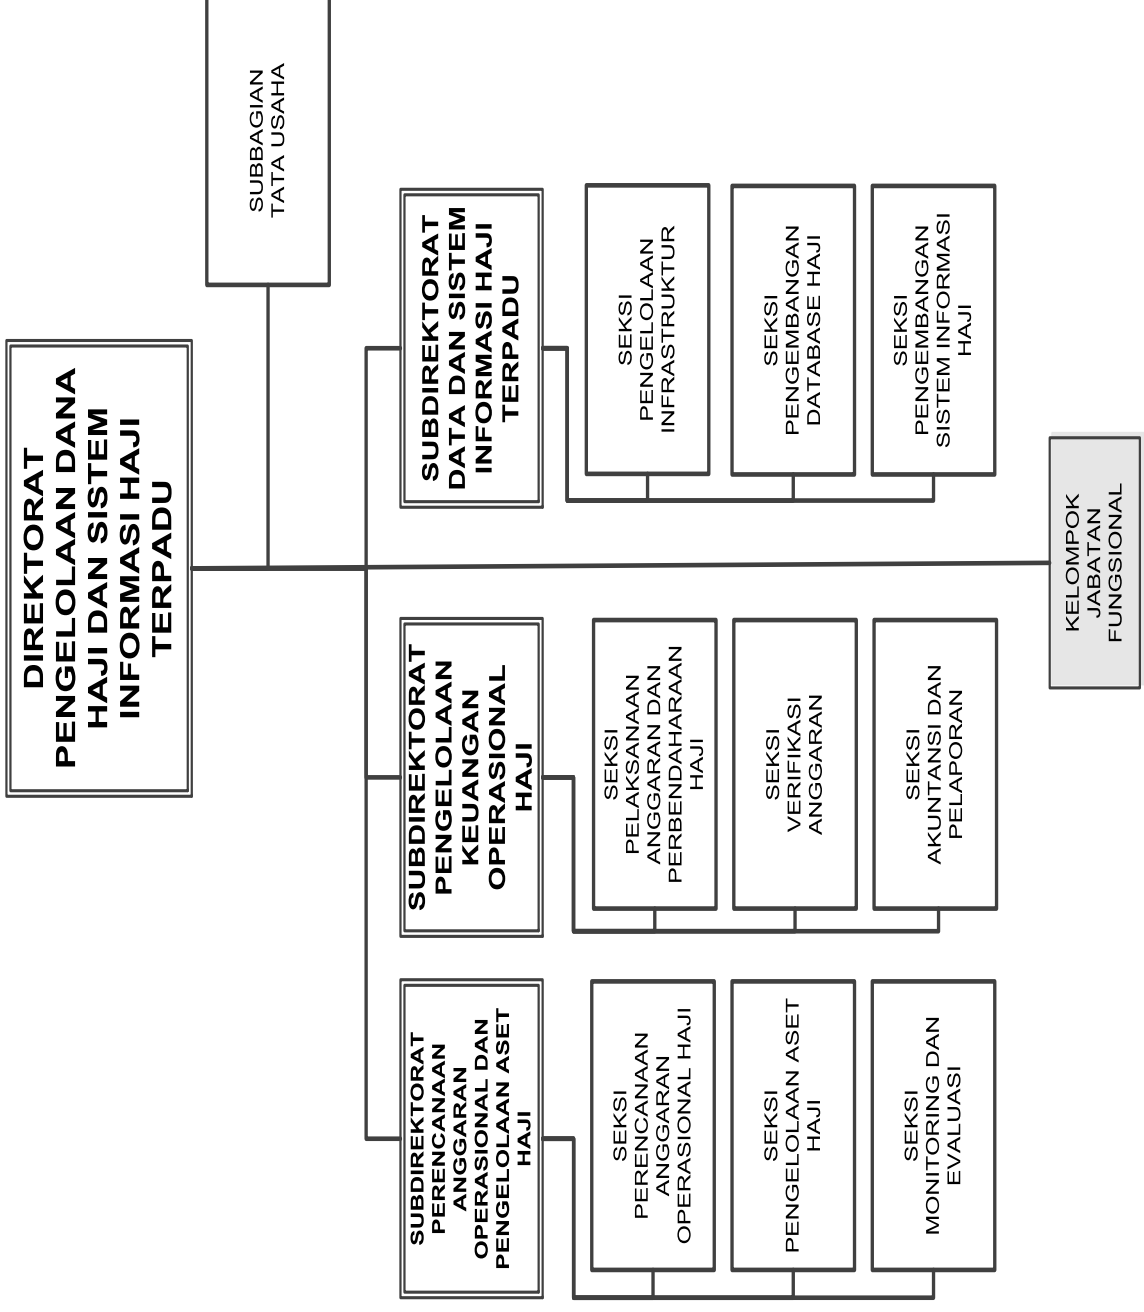 DIREKTORAT
PENGELOLAAN DANA
HAJI DAN SISTEM
INFORMASI HAJI
TERPADU
SUBBAGIAN
TATA USAHA
SUBDIREKTORAT
PERENCANAAN
ANGGARAN
OPERASIONAL DAN
PENGELOLAAN ASET
HAJI
SUBDIREKTORAT
PENGELOLAAN
KEUANGAN
OPERASIONAL
HAJI
SUBDIREKTORAT
DATA DAN SISTEM
INFORMASI HAJI
TERPADU
SEKSI
PERENCANAAN
ANGGARAN
OPERASIONAL HAJI
SEKSI
PELAKSANAAN
ANGGARAN DAN
PERBENDAHARAAN
HAJI
SEKSI
PENGELOLAAN
INFRASTRUKTUR
SEKSI
PENGELOLAAN ASET
HAJI
SEKSI
VERIFIKASI
ANGGARAN
SEKSI
PENGEMBANGAN
DATABASE HAJI
SEKSI
MONITORING DAN
EVALUASI
SEKSI
AKUNTANSI DAN
PELAPORAN
SEKSI
PENGEMBANGAN
SISTEM INFORMASI
HAJI
KELOMPOK
JABATAN
FUNGSIONAL